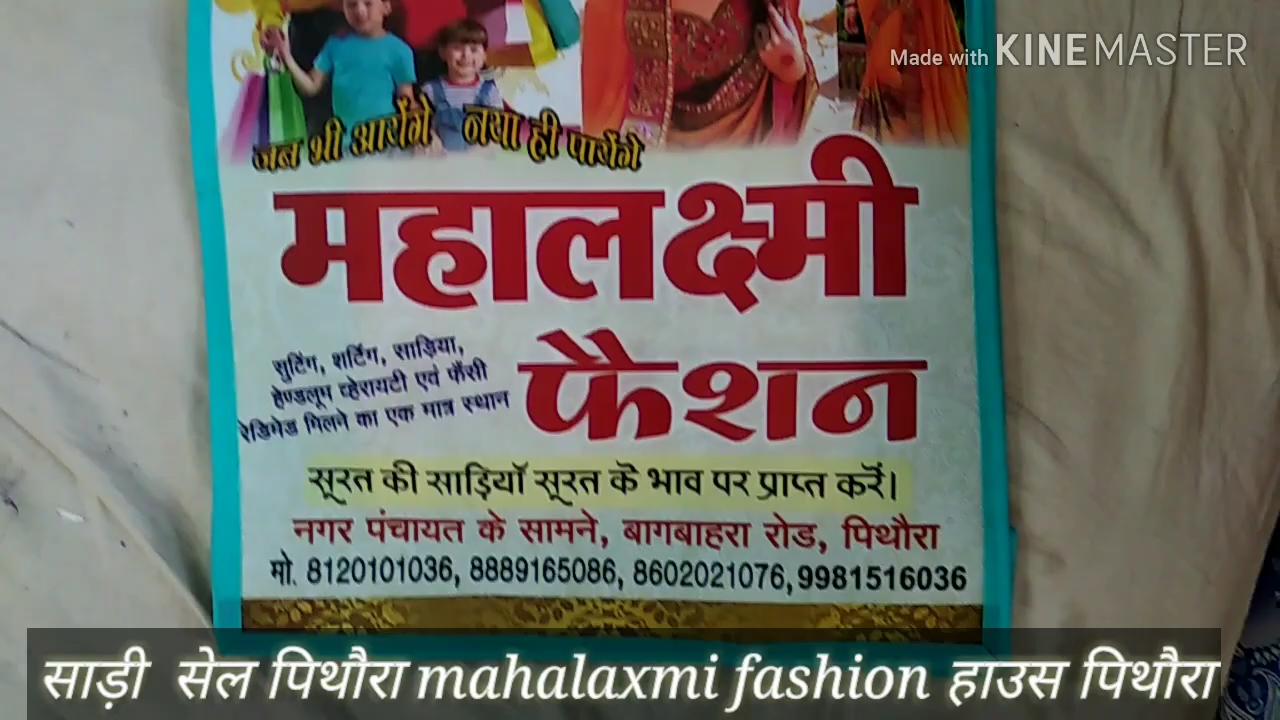 Made with KINEMASTER
जब भी आयेंगे नया ही पायेंगे
महालक्ष्मी
फैशन
सुटिंग, शर्टिंग, साड़िया,
हेण्डलूम व्हेरायटी एवं फैंसी
रेडिमेड मिलने का एक मात्र स्थान
सूरत की साड़ियाँ सूरत के भाव पर प्राप्त करें।
नगर पंचायत के सामने, बागबाहरा रोड, पिथौरा
मो. 8120101036, 8889165086, 8602021076, 9981516036
साड़ी सेल पिथौरा mahalaxmi fashion हाउस पिथौरा